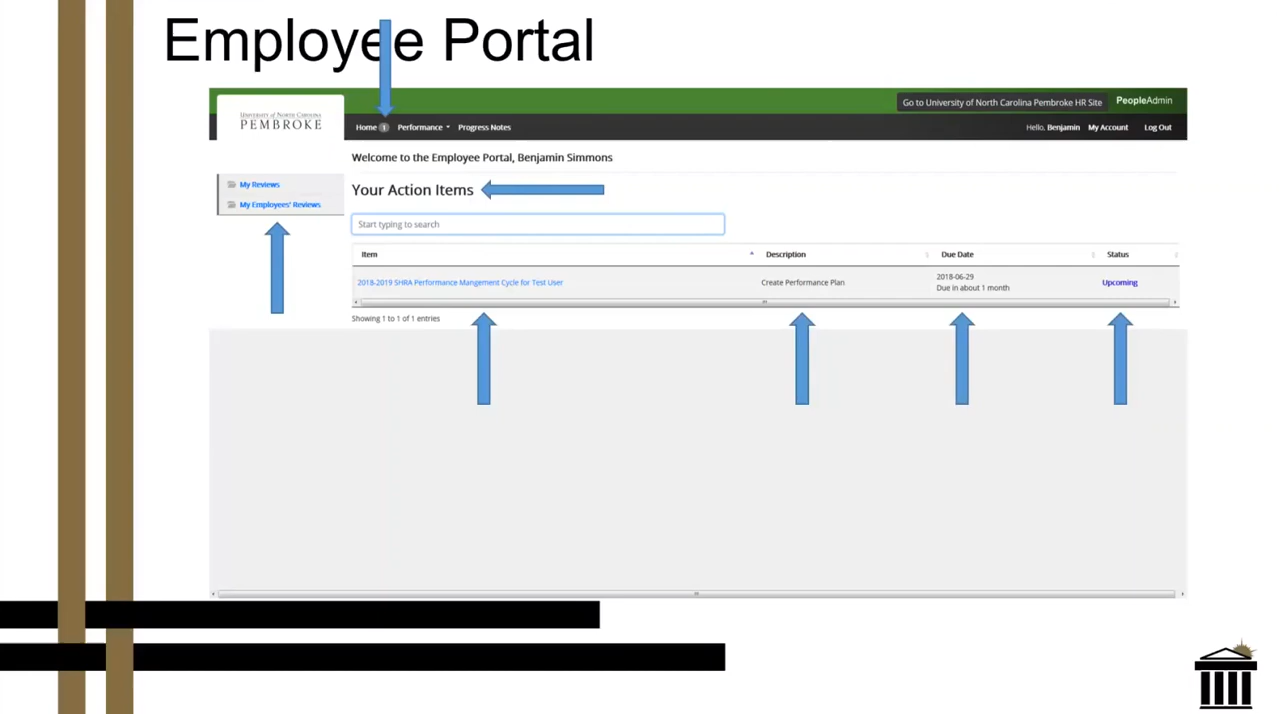 Employee Portal
Go to University of North Carolina Pembroke HR Site PeopleAdmin
UNIVERSITY of NORTH CAROLINA
PEMBROKE
Home 1 Performance Progress Notes Hello, Benjamin My Account Log Out
Welcome to the Employee Portal, Benjamin Simmons
My Reviews
My Employees' Reviews
Your Action Items
Start typing to search
Item Description Due Date Status
2018-2019 SHRA Performance Mangement Cycle for Test User Create Performance Plan 2018-06-29 Upcoming
Due in about 1 month
Showing 1 to 1 of 1 entries